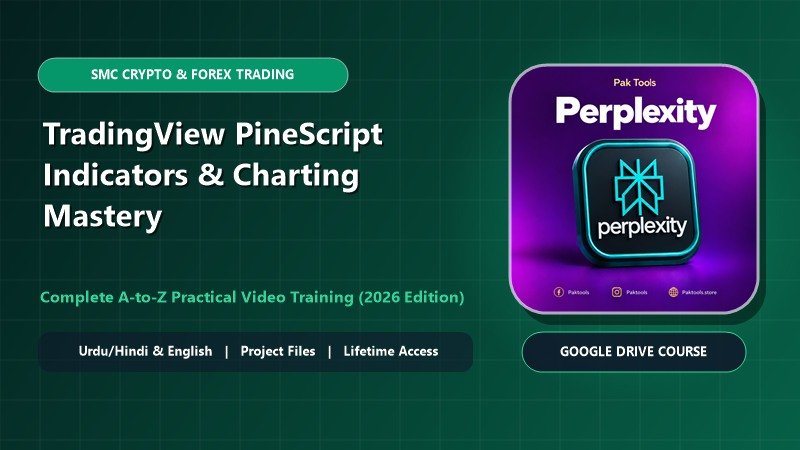 SMC CRYPTO & FOREX TRADING
TradingView PineScript
Indicators & Charting
Mastery
Complete A-to-Z Practical Video Training (2026 Edition)
Urdu/Hindi & English | Project Files | Lifetime Access
Pak Tools
Perplexity
perplexity
Paktools
Paktools
Paktools.store
GOOGLE DRIVE COURSE